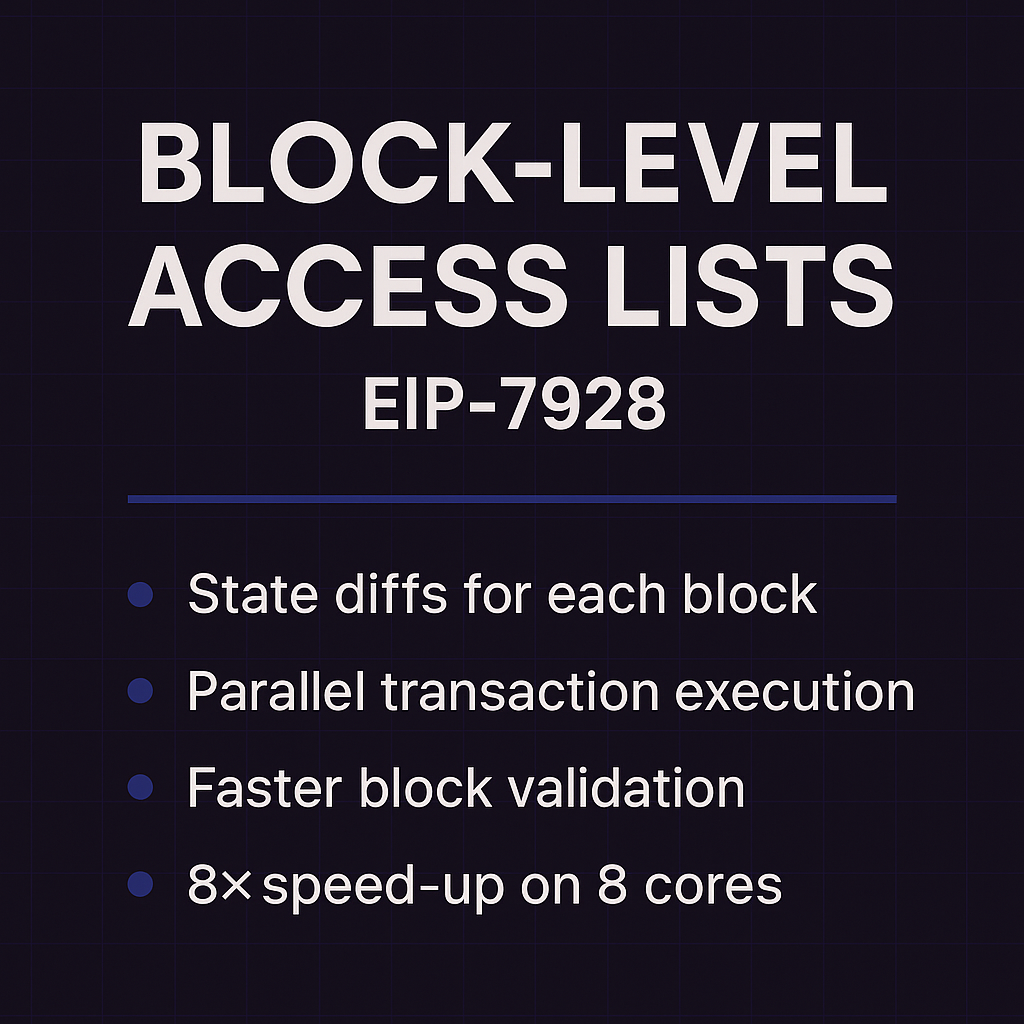 BLOCK-LEVEL
ACCESS LISTS
EIP-7928
State diffs for each block
Parallel transaction execution
Faster block validation
8× speed-up on 8 cores